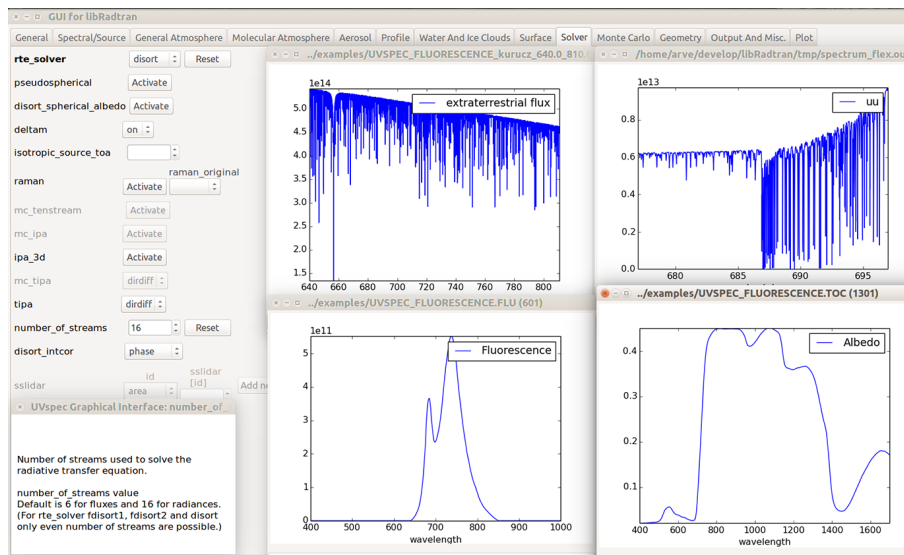 GUI for libRadtran
General Spectral/Source General Atmosphere Molecular Atmosphere Aerosol Profile Water And Ice Clouds Surface Solver Monte Carlo Geometry Output And Misc. Plot
rte_solver disort Reset
pseudospherical Activate
disort_spherical_albedo Activate
deltam on
isotropic_source_toa
raman_original
raman Activate
mc_tenstream Activate
mc_ipa Activate
ipa_3d Activate
mc_tipa dirdiff
tipa dirdiff
number_of_streams 16 Reset
disort_intcor phase
id sslidar
[id]
sslidar area Add ne
../examples/UVSPEC_FLUORESCENCE_kurucz_640.0_810.
1e14
extraterrestrial flux
5.0
4.5
4.0
3.5
3.0
2.5
2.0
1.5
640 660 680 700 720 740 760 780 800
/home/arve/develop/libRadtran/tmp/spectrum_flex.ou
1e13
uu
0.8
0.6
0.4
0.2
0.0
680 685 690 695
../examples/UVSPEC_FLUORESCENCE.FLU (601)
1e11
Fluorescence
5
4
3
2
1
0
400 500 600 700 800 900 1000
wavelength
../examples/UVSPEC_FLUORESCENCE.TOC (1301)
Albedo
0.4
0.3
0.2
0.1
400 600 800 1000 1200 1400 1600
wavelength
UVspec Graphical Interface: number_of_
Number of streams used to solve the
radiative transfer equation.
number_of_streams value
Default is 6 for fluxes and 16 for radiances.
(For rte_solver fdisort1, fdisort2 and disort
only even number of streams are possible.)